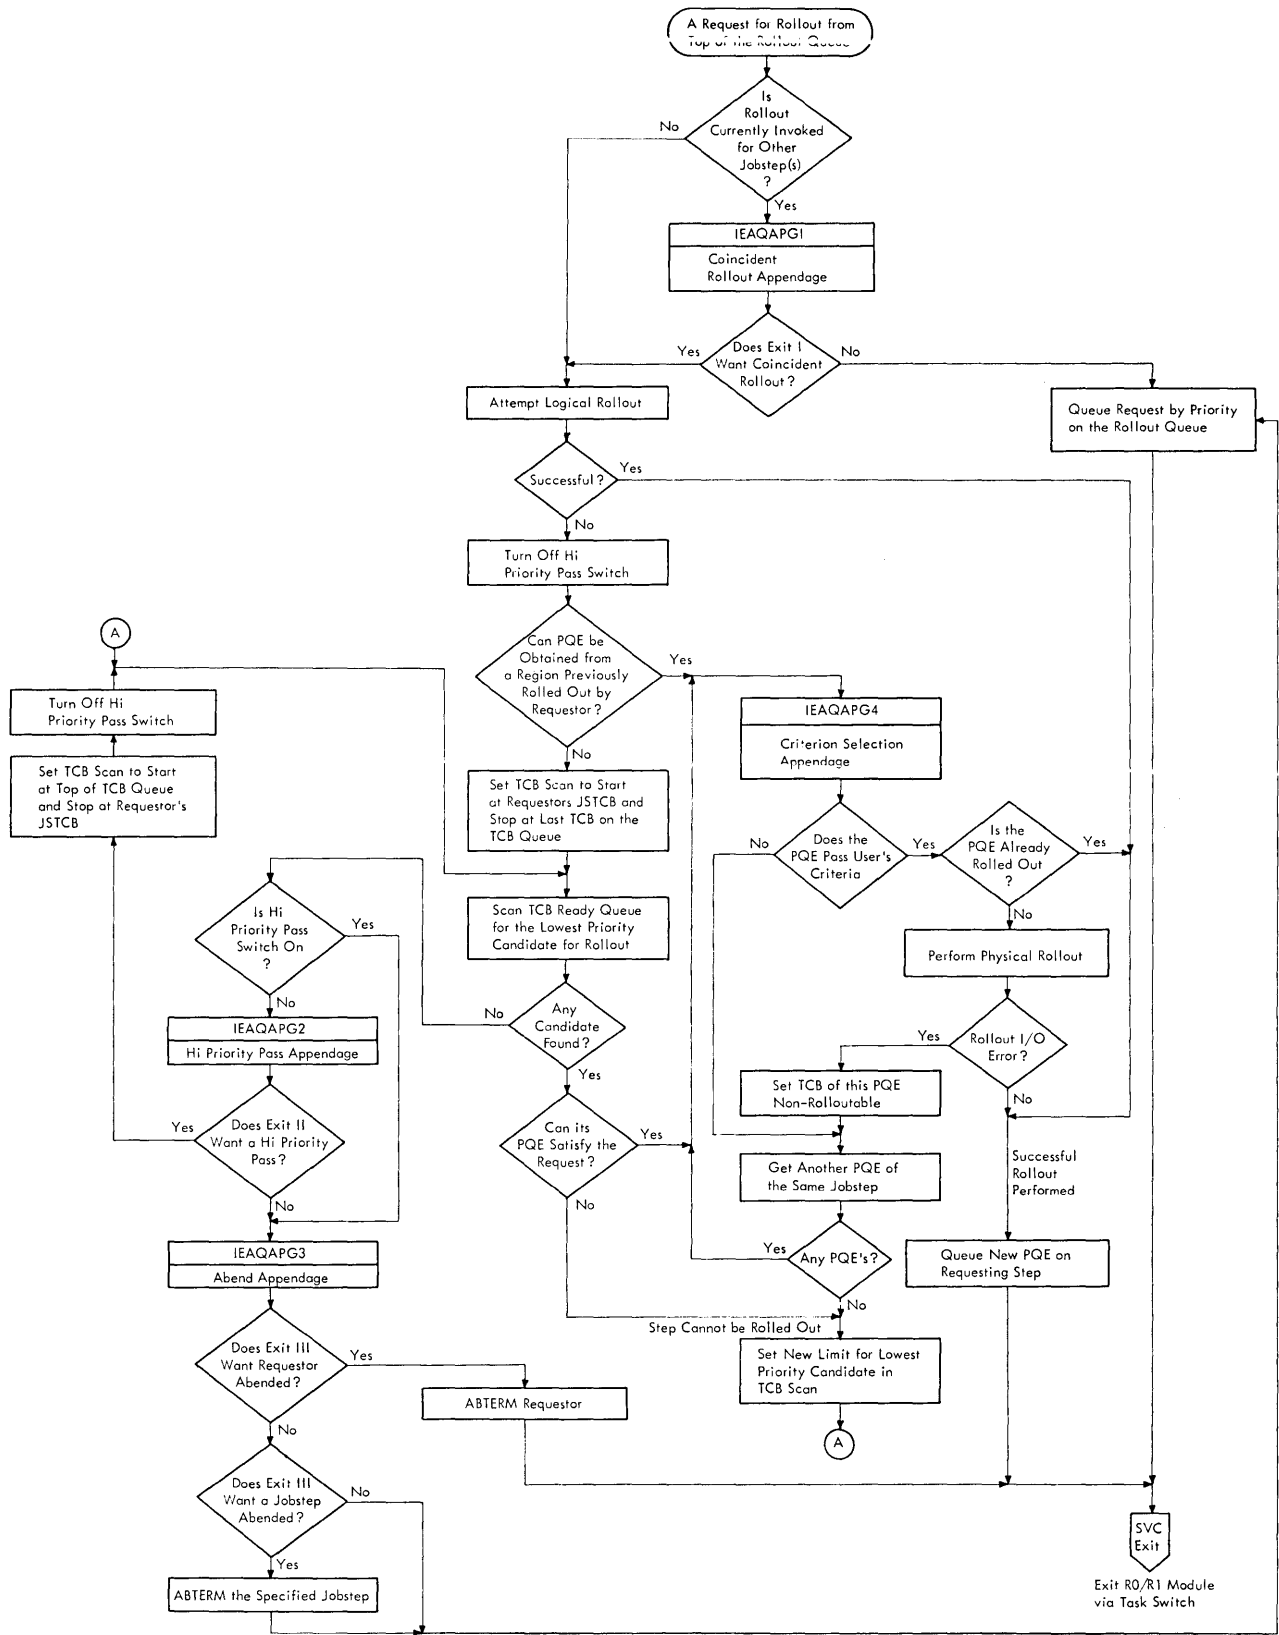 A Request for Rollout from
Top of the Rollout Queue
Is
Rollout
Currently Invoked
for Other
Jobstep(s)
?
No
Yes
IEAQAPG1
Coincident
Rollout Appendage
Does Exit I
Want Coincident
Rollout?
Yes
No
Attempt Logical Rollout
Queue Request by Priority
on the Rollout Queue
Successful?
Yes
No
Turn Off Hi
Priority Pass Switch
A
Can PQE be
Obtained from
a Region Previously
Rolled Out by
Requestor?
Yes
No
Turn Off Hi
Priority Pass Switch
IEAQAPG4
Criterion Selection
Appendage
Set TCB Scan to Start
at Top of TCB Queue
and Stop at Requestor's
JSTCB
Set TCB Scan to Start
at Requestors JSTCB and
Stop at Last TCB on the
TCB Queue
No
Does the
PQE Pass User's
Criteria
Yes
Is the
PQE Already
Rolled Out
?
Yes
No
Is Hi
Priority Pass
Switch On
?
Yes
No
Scan TCB Ready Queue
for the Lowest Priority
Candidate for Rollout
Perform Physical Rollout
No
Any
Candidate
Found?
Yes
IEAQAPG2
Hi Priority Pass Appendage
Yes
Rollout I/O
Error?
No
Set TCB of this PQE
Non-Rolloutable
Yes
Does Exit II
Want a Hi Priority
Pass?
No
Can its
PQE Satisfy the
Request?
Yes
No
Get Another PQE of
the Same Jobstep
Successful
Rollout
Performed
IEAQAPG3
Abend Appendage
Yes
Any PQE's?
No
Queue New PQE on
Requesting Step
Step Cannot be Rolled Out
Does Exit III
Want Requestor
Abended?
Yes
No
Set New Limit for Lowest
Priority Candidate in
TCB Scan
ABTERM Requestor
A
Does Exit III
Want a Jobstep
Abended?
No
Yes
SVC
Exit
ABTERM the Specified Jobstep
Exit R0/R1 Module
via Task Switch